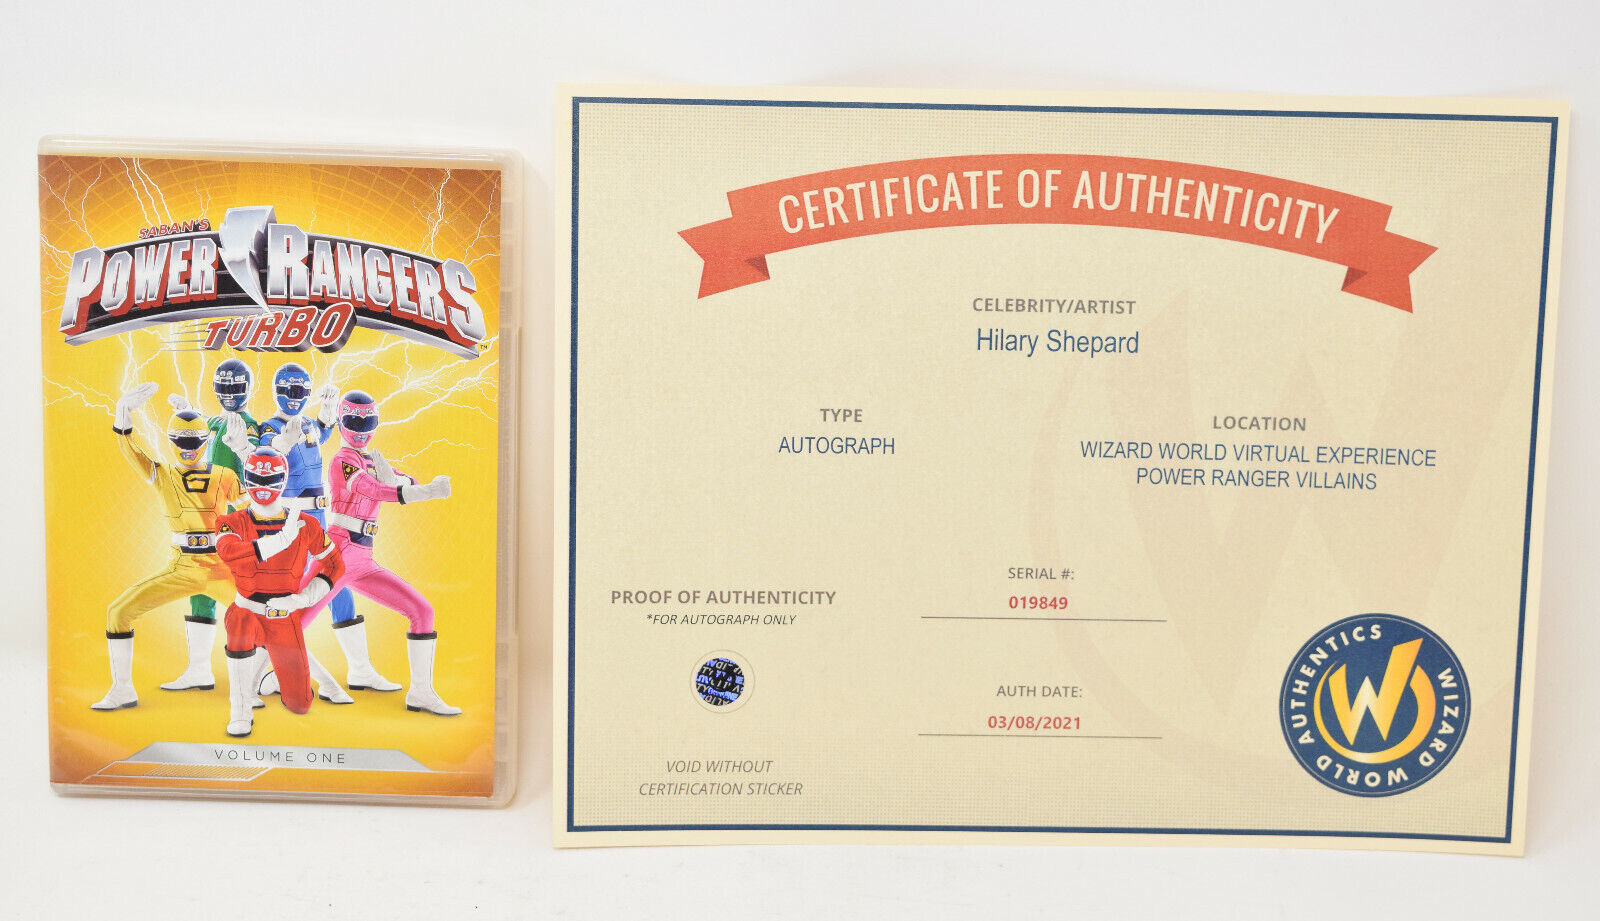 SABAN'S
POWER RANGERS
TURBO
TM
VOLUME ONE
CERTIFICATE OF AUTHENTICITY
CELEBRITY/ARTIST
Hilary Shepard
TYPE
AUTOGRAPH
LOCATION
WIZARD WORLD VIRTUAL EXPERIENCE
POWER RANGER VILLAINS
PROOF OF AUTHENTICITY
*FOR AUTOGRAPH ONLY
VOID WITHOUT
CERTIFICATION STICKER
SERIAL #:
019849
AUTH DATE:
03/08/2021
WIZARD WORLD AUTHENTICS
W